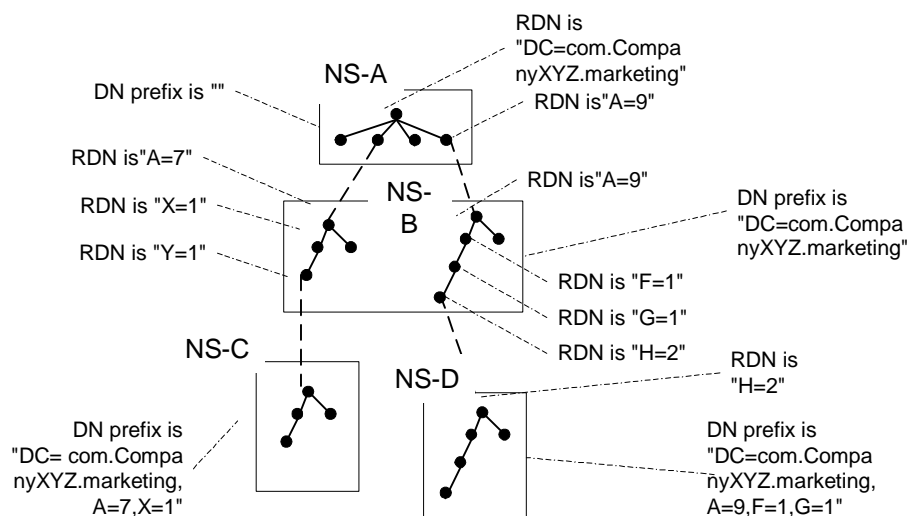 RDN is
"DC=com.Compa
nyXYZ.marketing"
NS-A
DN prefix is ""
RDN is"A=9"
RDN is"A=7"
NS-
B
RDN is"A=9"
RDN is "X=1"
DN prefix is
"DC=com.Compa
nyXYZ.marketing"
RDN is "Y=1"
RDN is "F=1"
RDN is "G=1"
RDN is "H=2"
NS-C
NS-D
RDN is
"H=2"
DN prefix is
"DC= com.Compa
nyXYZ.marketing,
A=7,X=1"
DN prefix is
"DC=com.Compa
nyXYZ.marketing,
A=9,F=1,G=1"